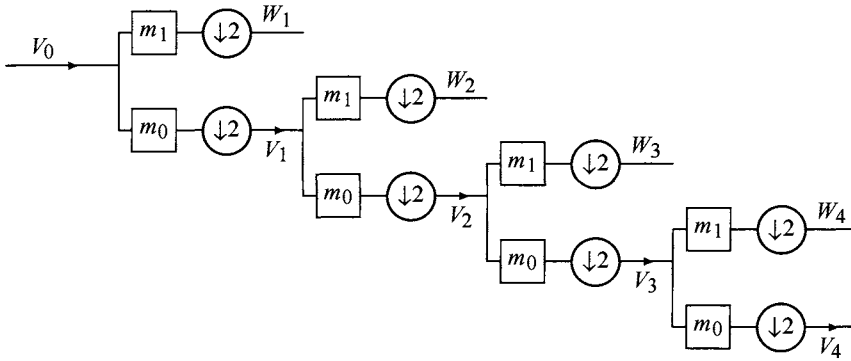 V₀ m₁ ↓2 W₁
m₀ ↓2 V₁ m₁ ↓2 W₂
m₀ ↓2 V₂ m₁ ↓2 W₃
m₀ ↓2 V₃ m₁ ↓2 W₄
m₀ ↓2 V₄